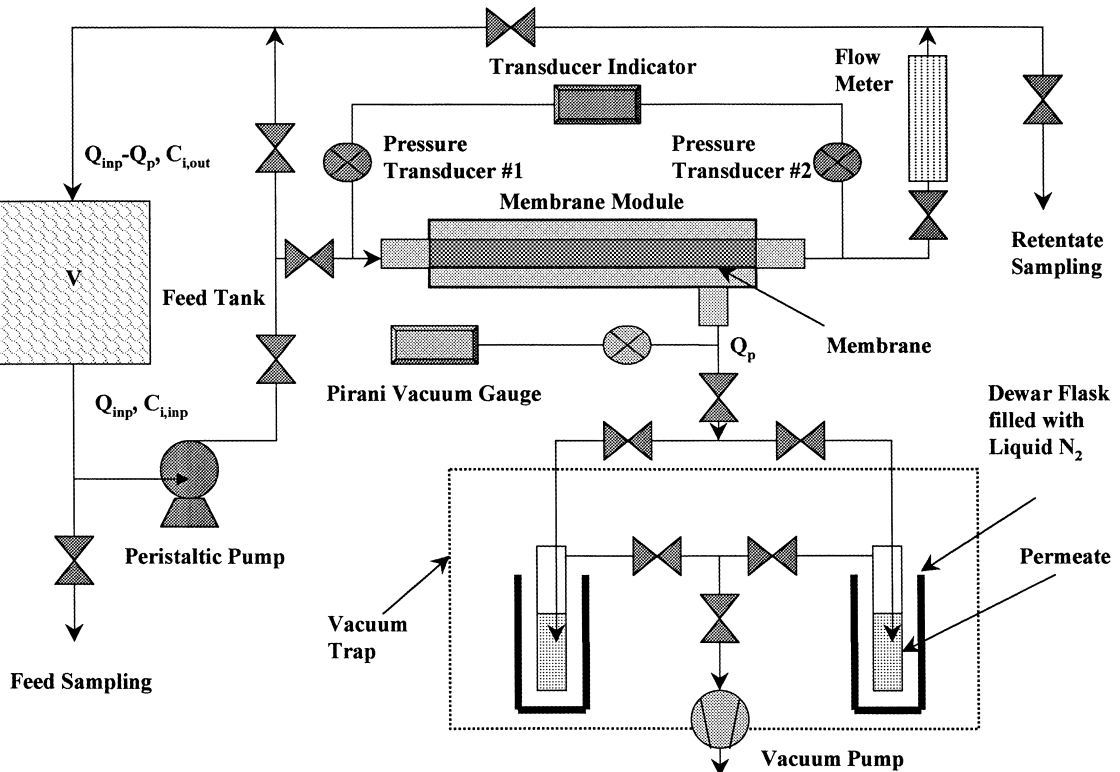 Transducer Indicator
Flow
Meter
Q_inp-Q_p, C_i,out
Pressure
Transducer #1
Pressure
Transducer #2
Membrane Module
Retentate
Sampling
V
Feed Tank
Membrane
Q_p
Pirani Vacuum Gauge
Dewar Flask
filled with
Liquid N_2
Q_inp, C_i,inp
Peristaltic Pump
Permeate
Vacuum
Trap
Feed Sampling
Vacuum Pump